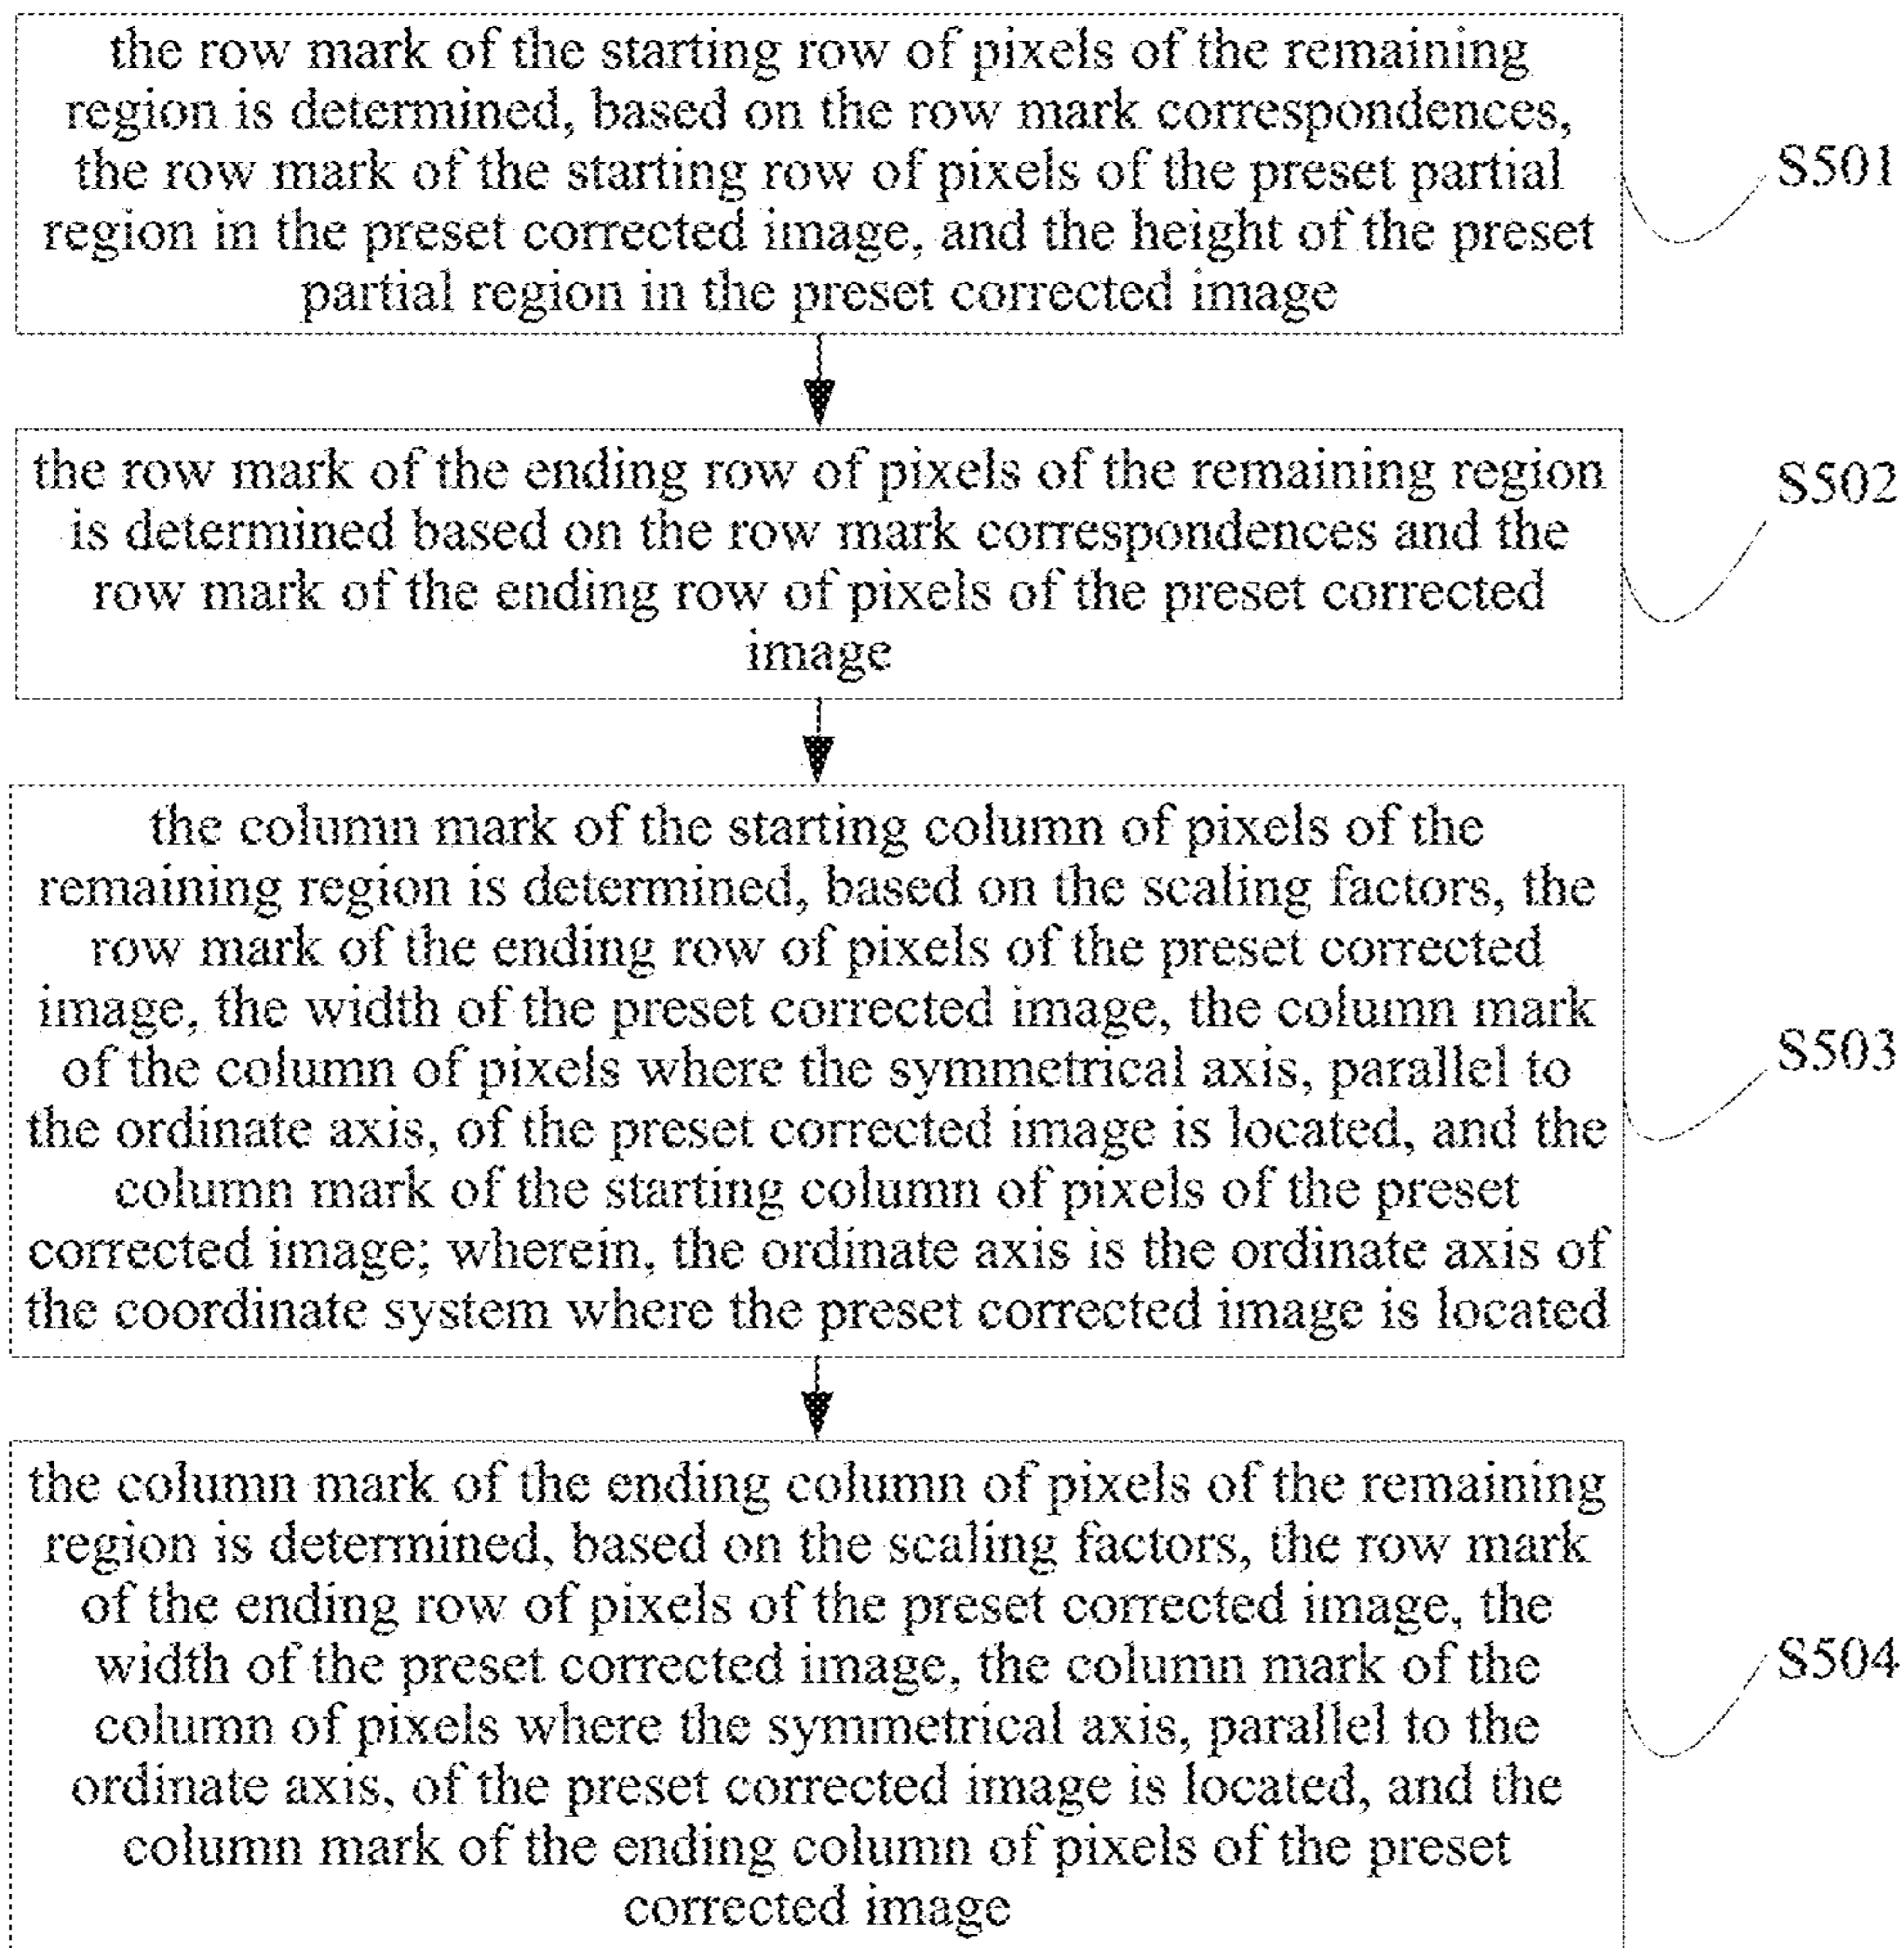 the row mark of the starting row of pixels of the remaining
region is determined, based on the row mark correspondences,
the row mark of the starting row of pixels of the preset partial
region in the preset corrected image, and the height of the preset
partial region in the preset corrected image
S501
the row mark of the ending row of pixels of the remaining region
is determined based on the row mark correspondences and the
row mark of the ending row of pixels of the preset corrected
image
S502
the column mark of the starting column of pixels of the
remaining region is determined, based on the scaling factors, the
row mark of the ending row of pixels of the preset corrected
image, the width of the preset corrected image, the column mark
of the column of pixels where the symmetrical axis, parallel to
the ordinate axis, of the preset corrected image is located, and the
column mark of the starting column of pixels of the preset
corrected image; wherein, the ordinate axis is the ordinate axis of
the coordinate system where the preset corrected image is located
S503
the column mark of the ending column of pixels of the remaining
region is determined, based on the scaling factors, the row mark
of the ending row of pixels of the preset corrected image, the
width of the preset corrected image, the column mark of the
column of pixels where the symmetrical axis, parallel to the
ordinate axis, of the preset corrected image is located, and the
column mark of the ending column of pixels of the preset
corrected image
S504